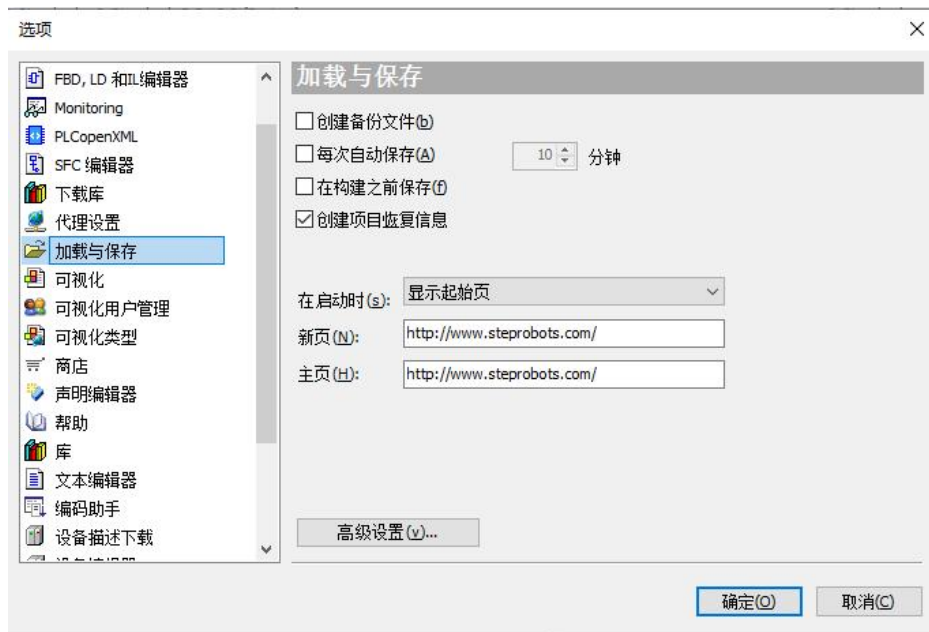 选项
FBD, LD 和IL编辑器
Monitoring
PLCopenXML
SFC 编辑器
下载库
代理设置
加载与保存
可视化
可视化用户管理
可视化类型
商店
声明编辑器
帮助
库
文本编辑器
编码助手
设备描述下载
加载与保存
创建备份文件(b)
每次自动保存(A) 10 分钟
在构建之前保存(f)
创建项目恢复信息
在启动时(s): 显示起始页
新页(N): http://www.steprobots.com/
主页(H): http://www.steprobots.com/
高级设置(v)...
确定(O) 取消(C)